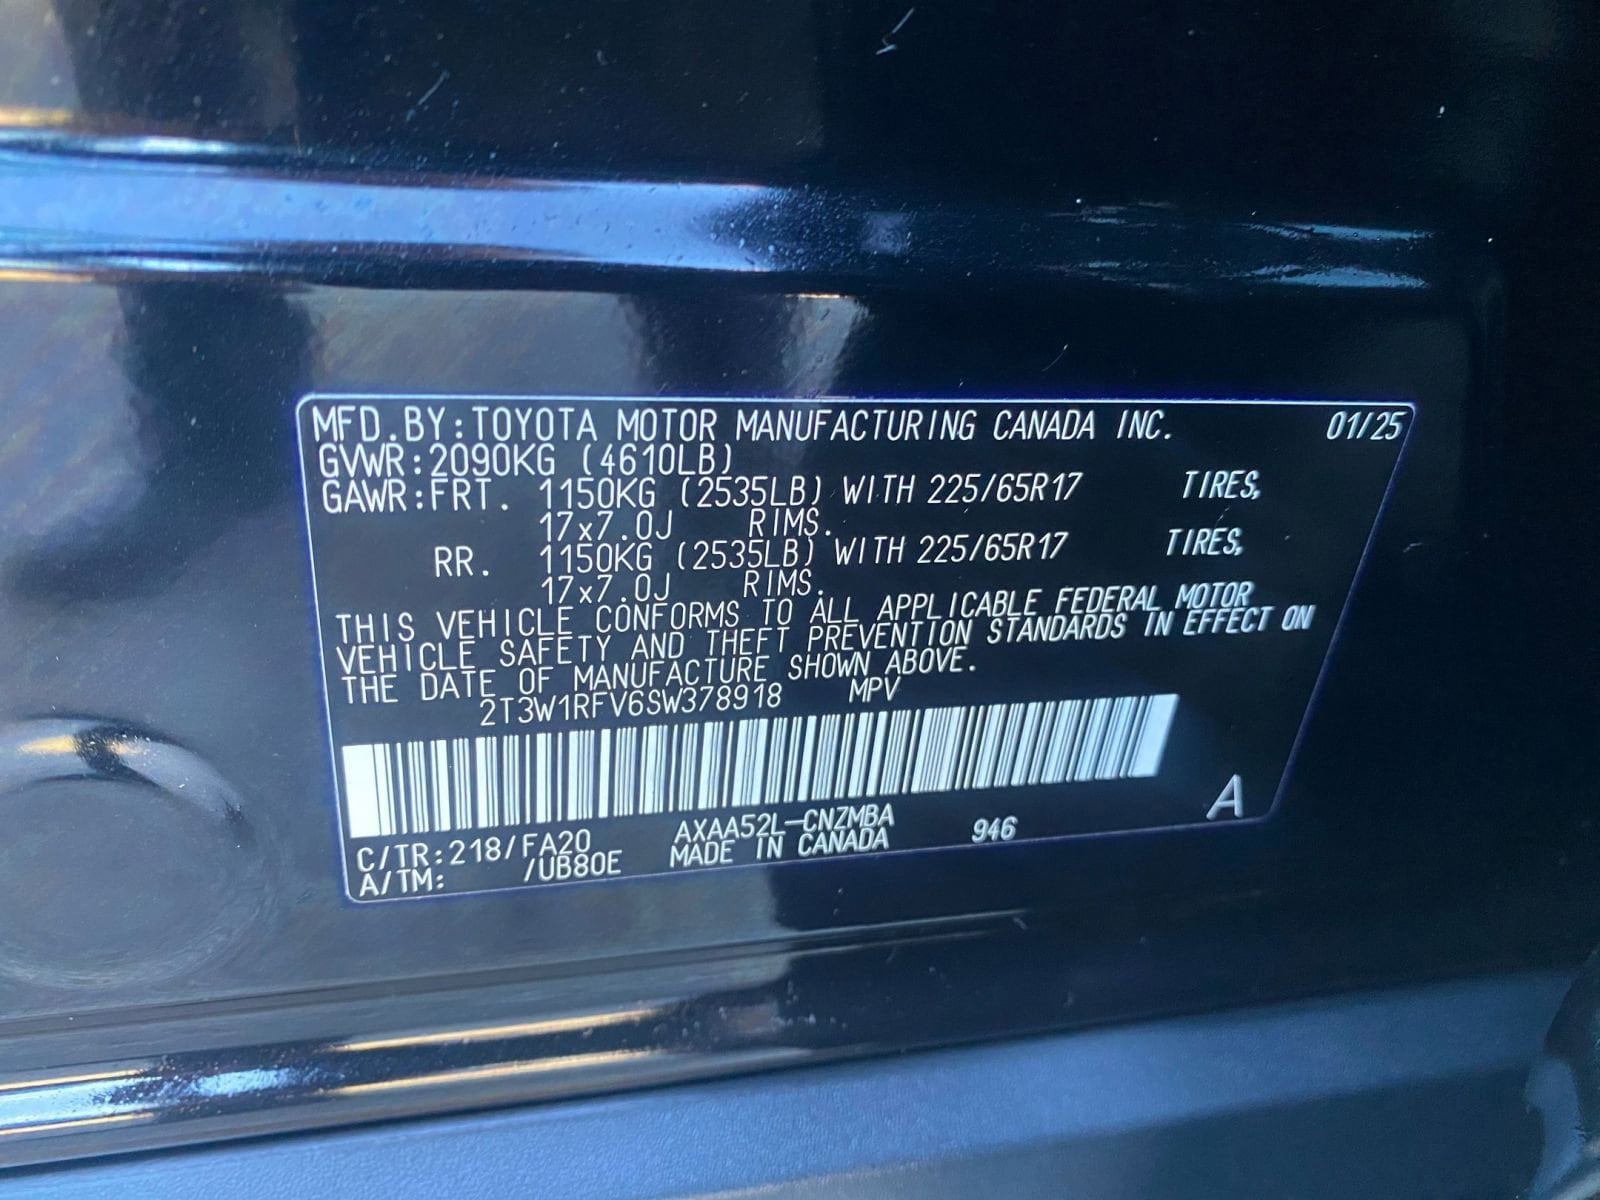 MFD.BY:TOYOTA MOTOR MANUFACTURING CANADA INC. 01/25
GVWR:2090KG (4610LB)
GAWR:FRT. 1150KG (2535LB) WITH 225/65R17 TIRES,
17x7.0J RIMS.
RR. 1150KG (2535LB) WITH 225/65R17 TIRES,
17x7.0J RIMS.
THIS VEHICLE CONFORMS TO ALL APPLICABLE FEDERAL MOTOR
VEHICLE SAFETY AND THEFT PREVENTION STANDARDS IN EFFECT ON
THE DATE OF MANUFACTURE SHOWN ABOVE.
2T3W1RFV6SW378918 MPV
A
C/TR:218/FA20 AXAA52L-CNZMBA 946
A/TM: /UB80E MADE IN CANADA